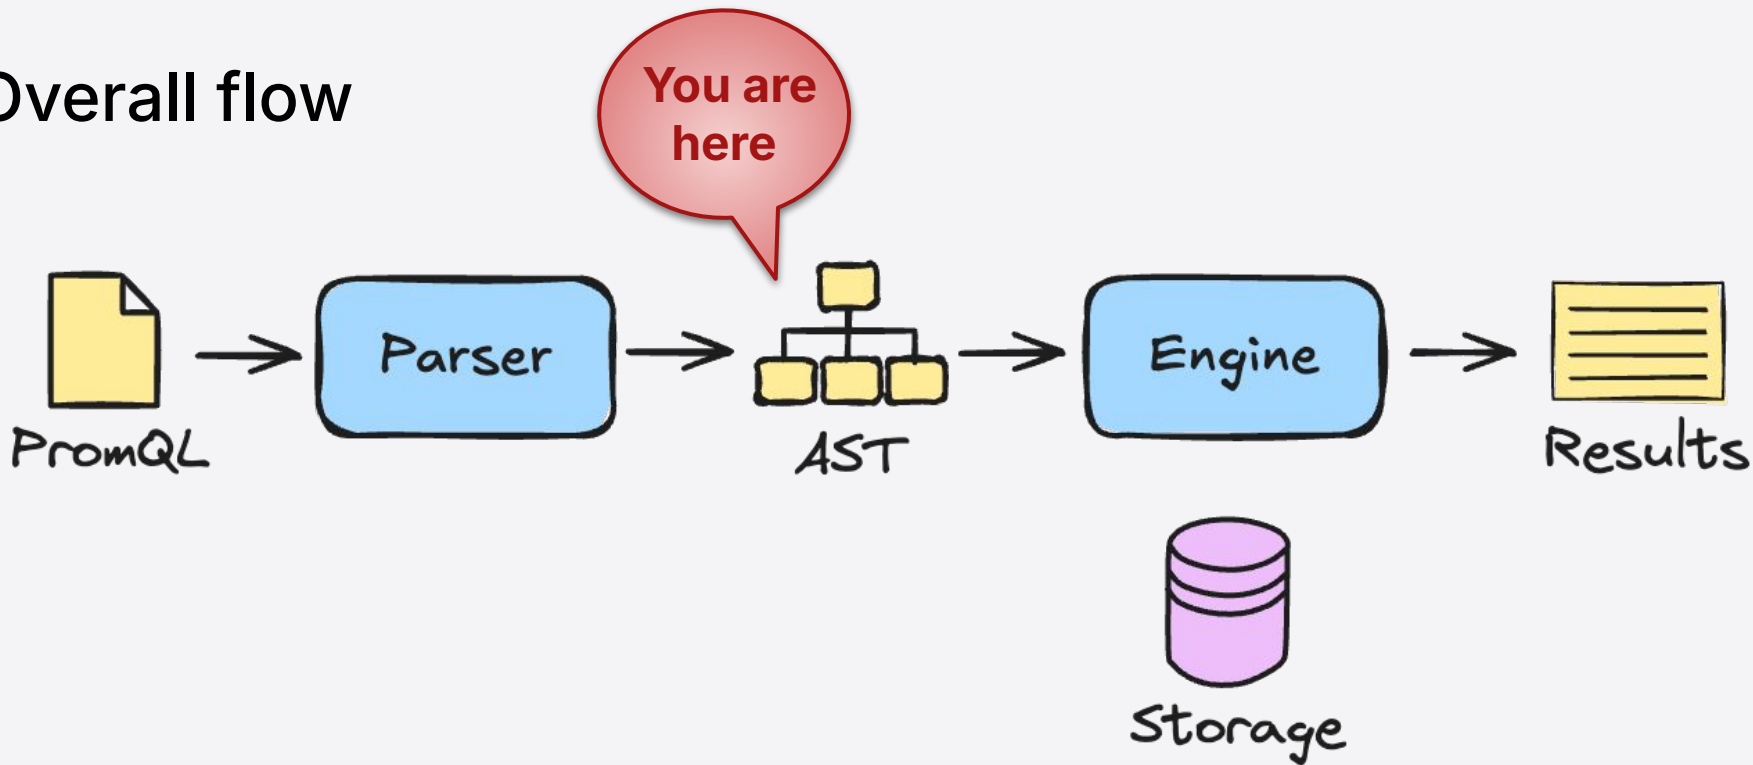 Overall flow
You are
here
Parser
Engine
PromQL
AST
Results
Storage